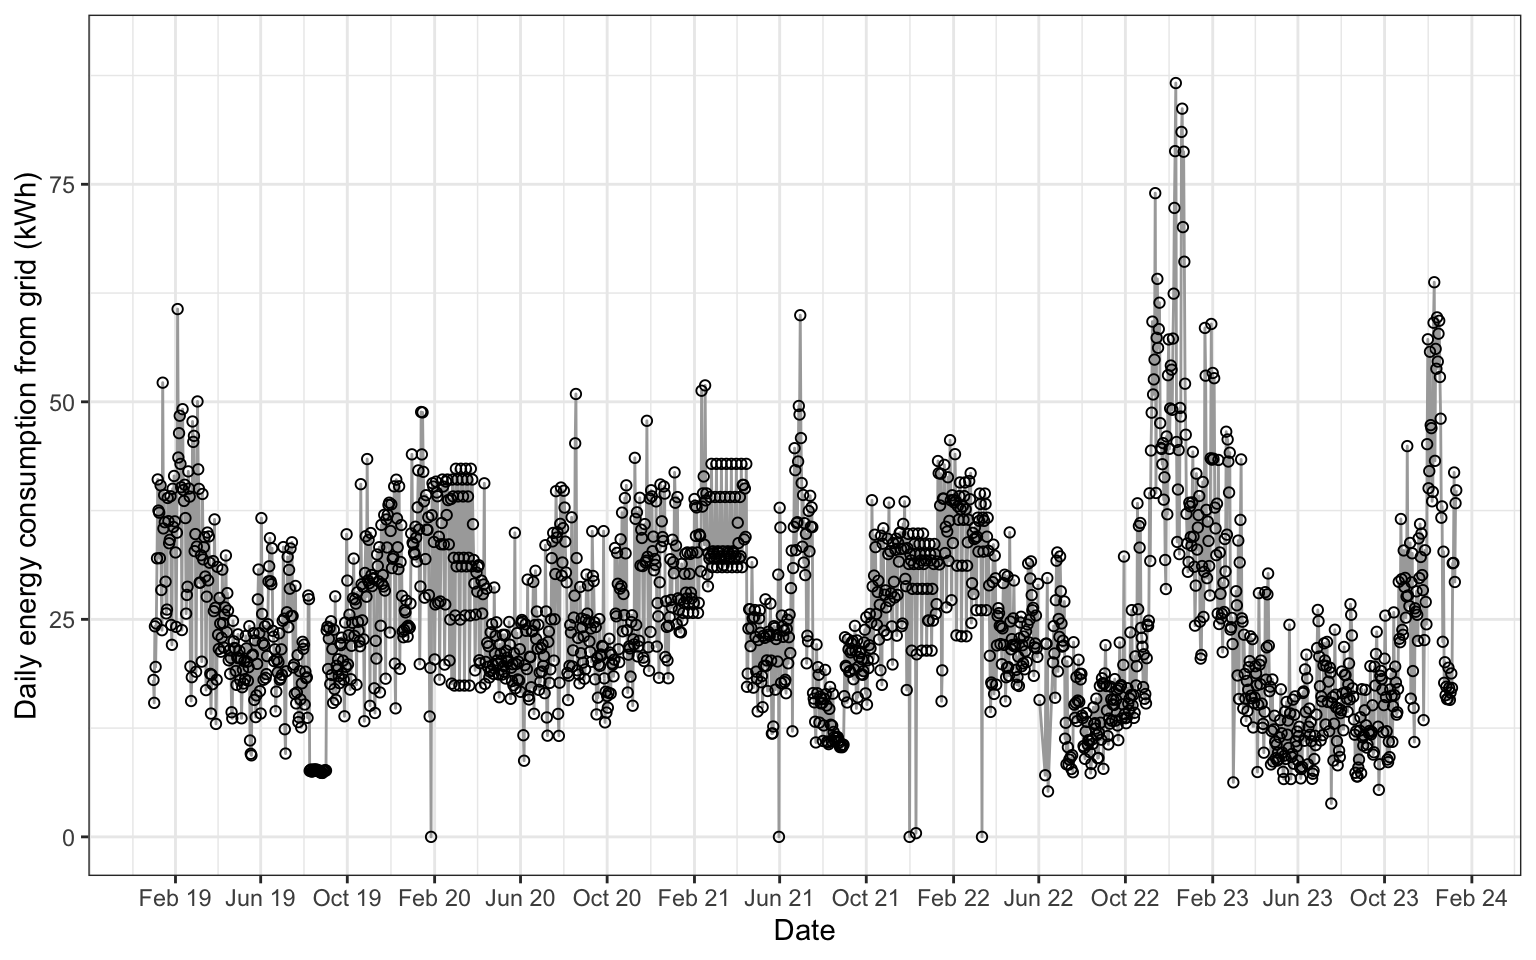 Daily energy consumption from grid (kWh)
75
50
25
0
Feb 19 Jun 19 Oct 19 Feb 20 Jun 20 Oct 20 Feb 21 Jun 21 Oct 21 Feb 22 Jun 22 Oct 22 Feb 23 Jun 23 Oct 23 Feb 24
Date